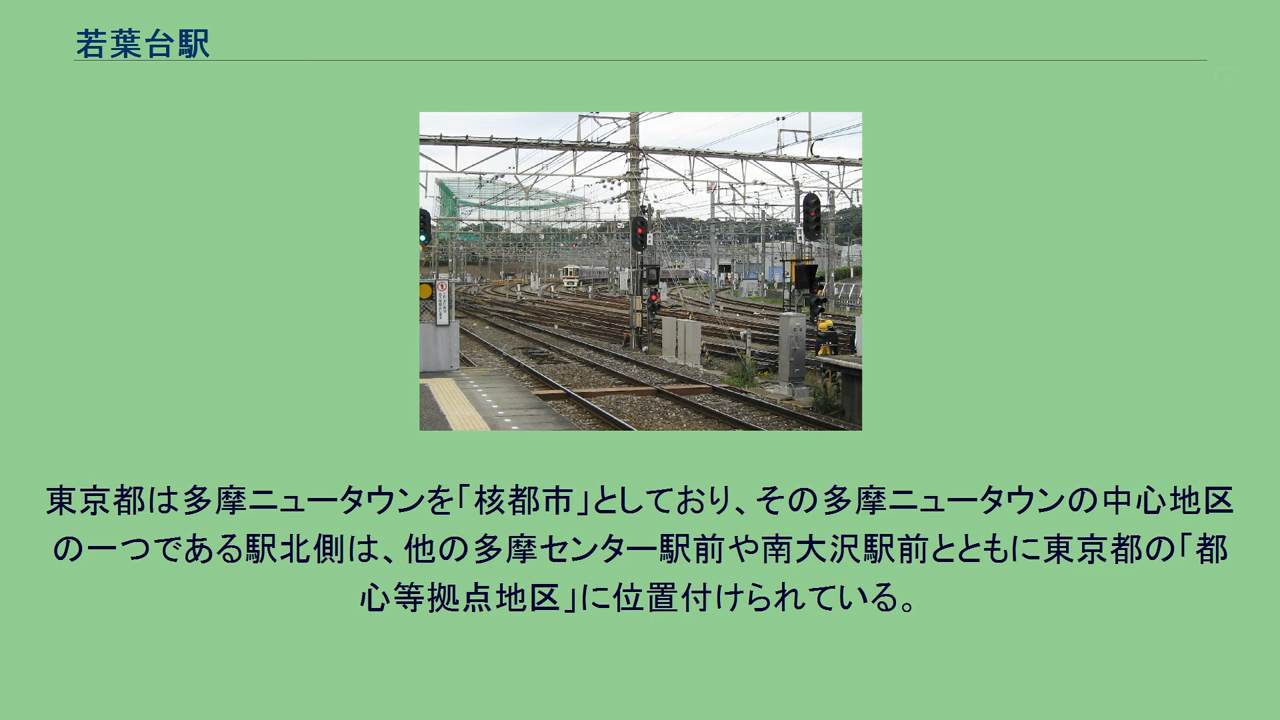 若葉台駅
東京都は多摩ニュータウンを「核都市」としており、その多摩ニュータウンの中心地区
の一つである駅北側は、他の多摩センター駅前や南大沢駅前とともに東京都の「都
心等拠点地区」に位置付けられている。